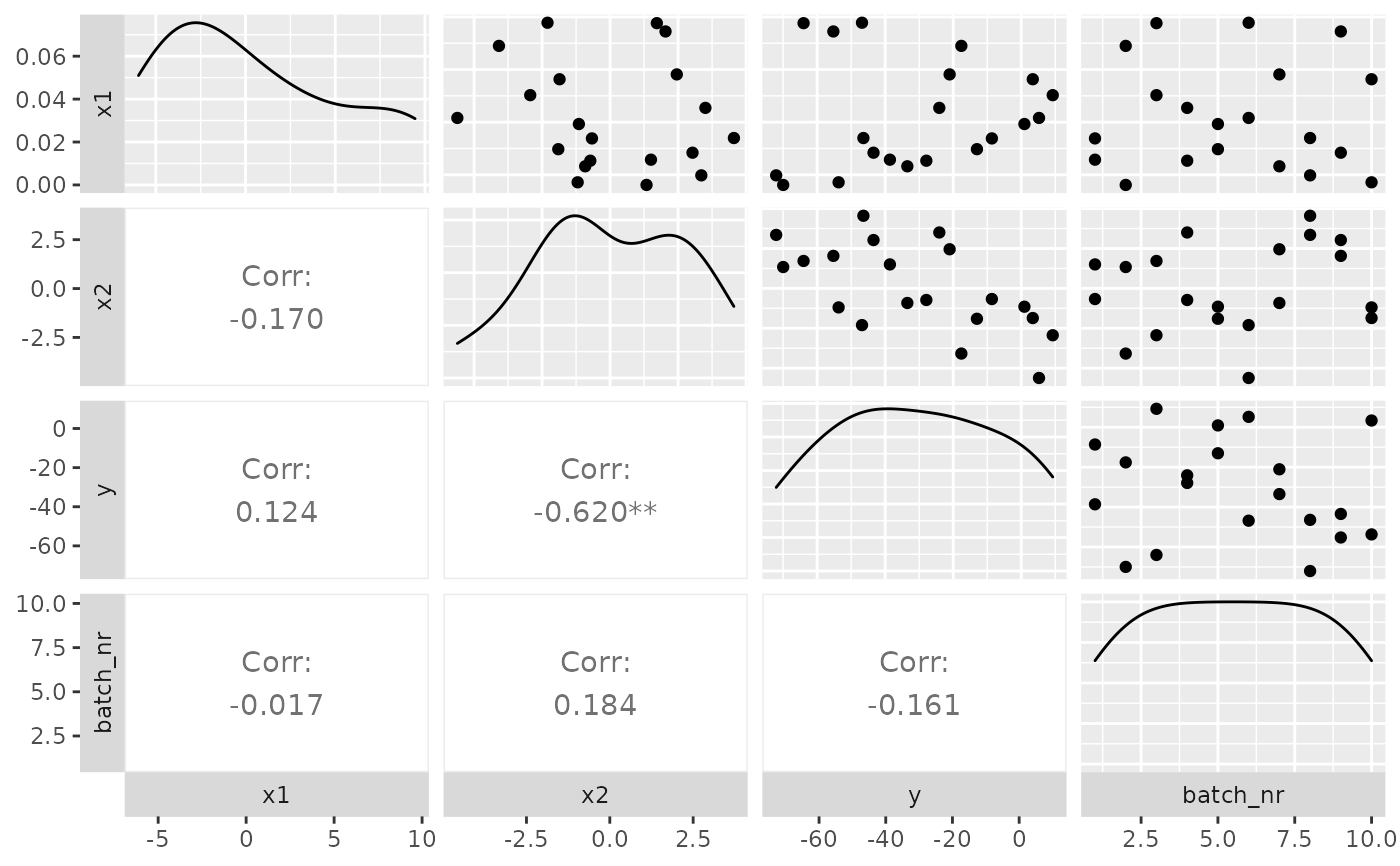 0.06
0.04
0.02
0.00
x1
2.5
0.0
-2.5
x2
Corr:
-0.170
0
-20
-40
-60
y
Corr:
0.124
Corr:
-0.620**
10.0
7.5
5.0
2.5
batch_nr
Corr:
-0.017
Corr:
0.184
Corr:
-0.161
x1 x2 y batch_nr
-5 0 5 10 -2.5 0.0 2.5 -60 -40 -20 0 2.5 5.0 7.5 10.0